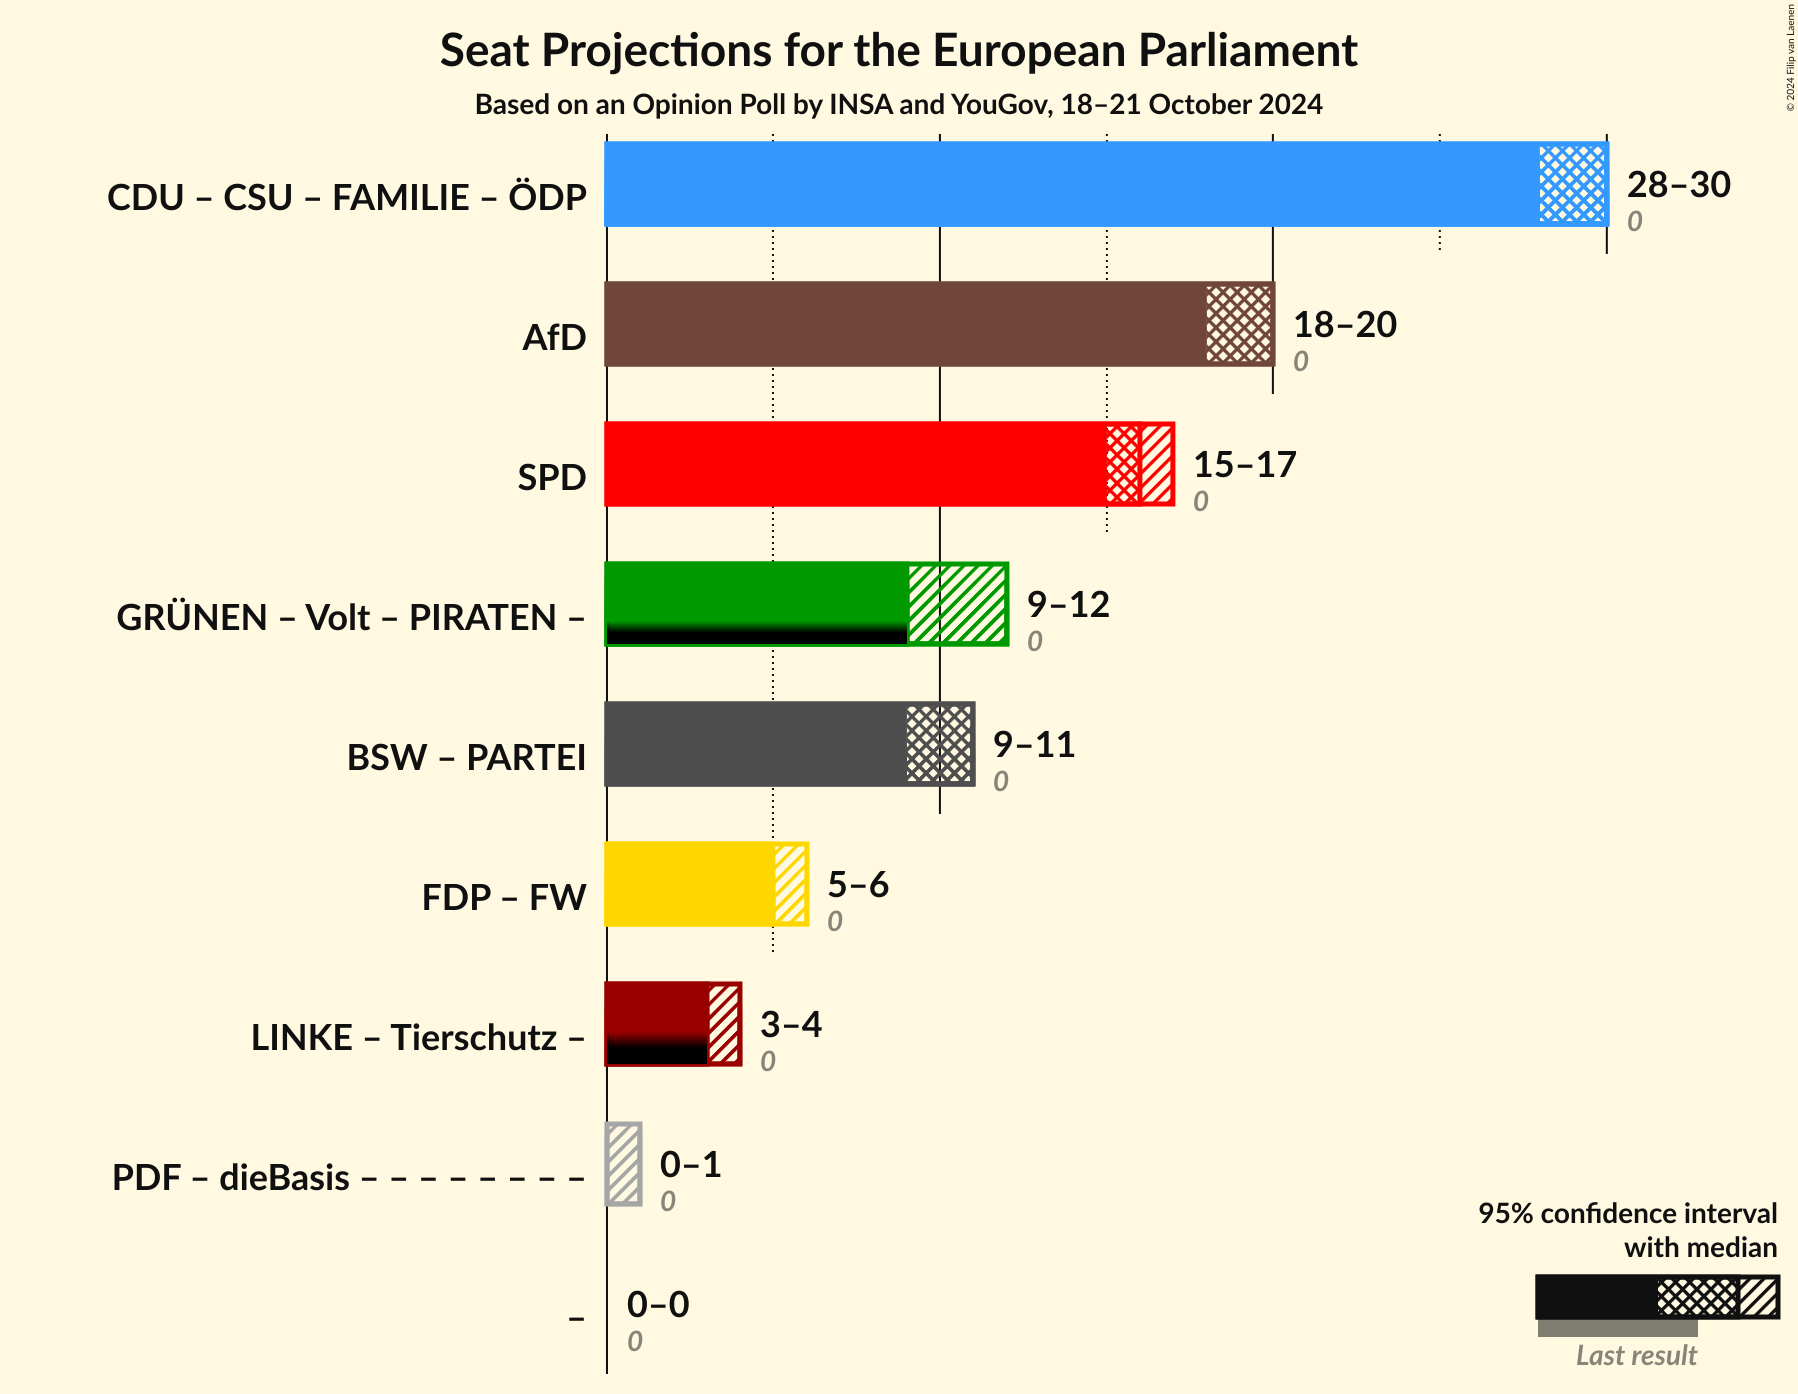 Seat Projections for the European Parliament
Based on an Opinion Poll by INSA and YouGov, 18–21 October 2024
© 2024 Filip van Laenen
CDU – CSU – FAMILIE – ÖDP
28–30
0
AfD
18–20
0
SPD
15–17
0
GRÜNEN – Volt – PIRATEN –
9–12
0
BSW – PARTEI
9–11
0
FDP – FW
5–6
0
LINKE – Tierschutz –
3–4
0
PDF – dieBasis – – – – – – – –
0–1
0
–
0–0
0
95% confidence interval
with median
Last result